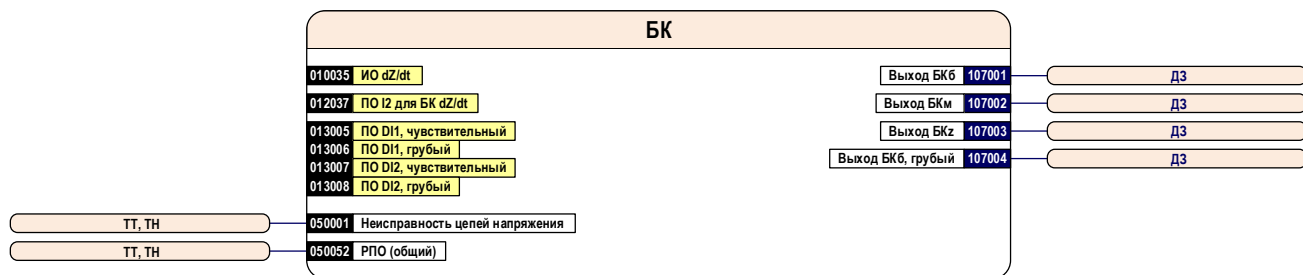 БК
010035 ИО dZ/dt
Выход БКб 107001
ДЗ
012037 ПО I2 для БК dZ/dt
Выход БКм 107002
ДЗ
013005 ПО DI1, чувствительный
Выход БКz 107003
ДЗ
013006 ПО DI1, грубый
Выход БКб, грубый 107004
ДЗ
013007 ПО DI2, чувствительный
013008 ПО DI2, грубый
ТТ, ТН
050001 Неисправность цепей напряжения
ТТ, ТН
050052 РПО (общий)